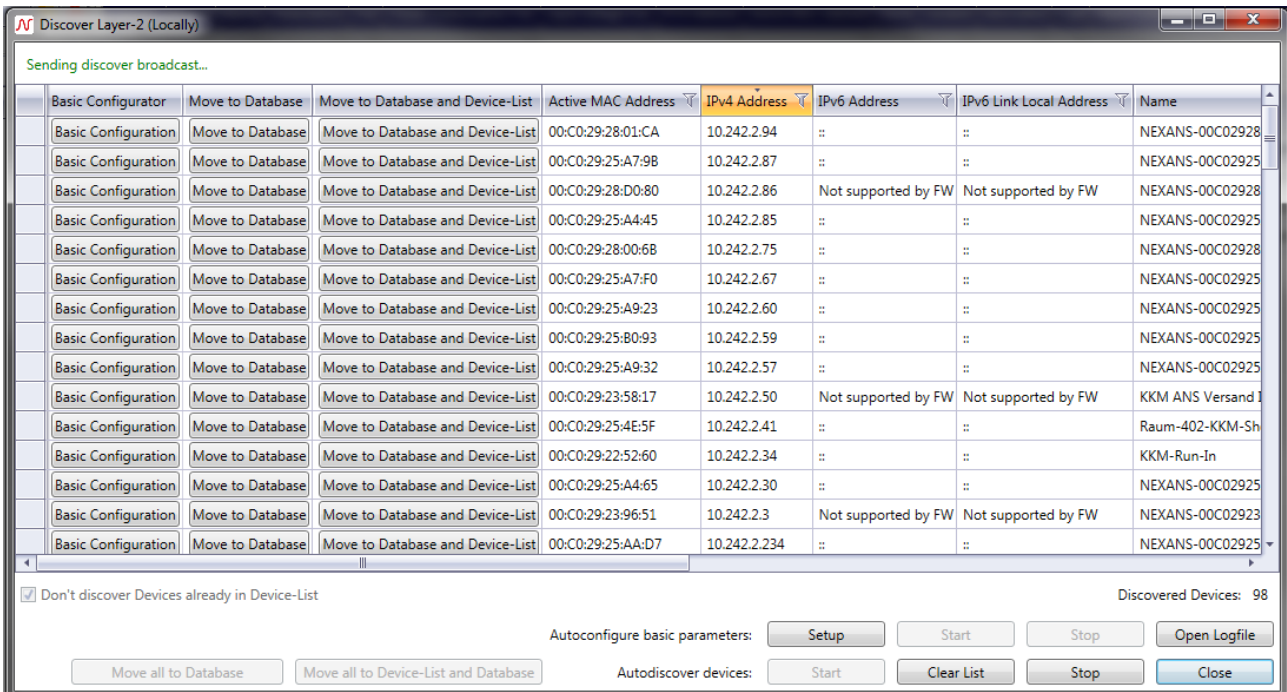 Discover Layer-2 (Locally)
Sending discover broadcast...
Basic Configurator Move to Database Move to Database and Device-List Active MAC Address IPv4 Address IPv6 Address IPv6 Link Local Address Name
Basic Configuration Move to Database Move to Database and Device-List 00:C0:29:28:01:CA 10.242.2.94 :: :: NEXANS-00C02928
Basic Configuration Move to Database Move to Database and Device-List 00:C0:29:25:A7:9B 10.242.2.87 :: :: NEXANS-00C02925
Basic Configuration Move to Database Move to Database and Device-List 00:C0:29:28:D0:80 10.242.2.86 Not supported by FW Not supported by FW NEXANS-00C02928
Basic Configuration Move to Database Move to Database and Device-List 00:C0:29:25:A4:45 10.242.2.85 :: :: NEXANS-00C02925
Basic Configuration Move to Database Move to Database and Device-List 00:C0:29:28:00:6B 10.242.2.75 :: :: NEXANS-00C02928
Basic Configuration Move to Database Move to Database and Device-List 00:C0:29:25:A7:F0 10.242.2.67 :: :: NEXANS-00C02925
Basic Configuration Move to Database Move to Database and Device-List 00:C0:29:25:A9:23 10.242.2.60 :: :: NEXANS-00C02925
Basic Configuration Move to Database Move to Database and Device-List 00:C0:29:25:B0:93 10.242.2.59 :: :: NEXANS-00C02925
Basic Configuration Move to Database Move to Database and Device-List 00:C0:29:25:A9:32 10.242.2.57 :: :: NEXANS-00C02925
Basic Configuration Move to Database Move to Database and Device-List 00:C0:29:23:58:17 10.242.2.50 Not supported by FW Not supported by FW KKM ANS Versand
Basic Configuration Move to Database Move to Database and Device-List 00:C0:29:25:4E:5F 10.242.2.41 :: :: Raum-402-KKM-Sh
Basic Configuration Move to Database Move to Database and Device-List 00:C0:29:22:52:60 10.242.2.34 :: :: KKM-Run-In
Basic Configuration Move to Database Move to Database and Device-List 00:C0:29:25:A4:65 10.242.2.30 :: :: NEXANS-00C02925
Basic Configuration Move to Database Move to Database and Device-List 00:C0:29:23:96:51 10.242.2.3 Not supported by FW Not supported by FW NEXANS-00C02923
Basic Configuration Move to Database Move to Database and Device-List 00:C0:29:25:AA:D7 10.242.2.234 :: :: NEXANS-00C02925
Don't discover Devices already in Device-List Discovered Devices: 98
Autoconfigure basic parameters: Setup Start Stop Open Logfile
Move all to Database Move all to Device-List and Database Autodiscover devices: Start Clear List Stop Close